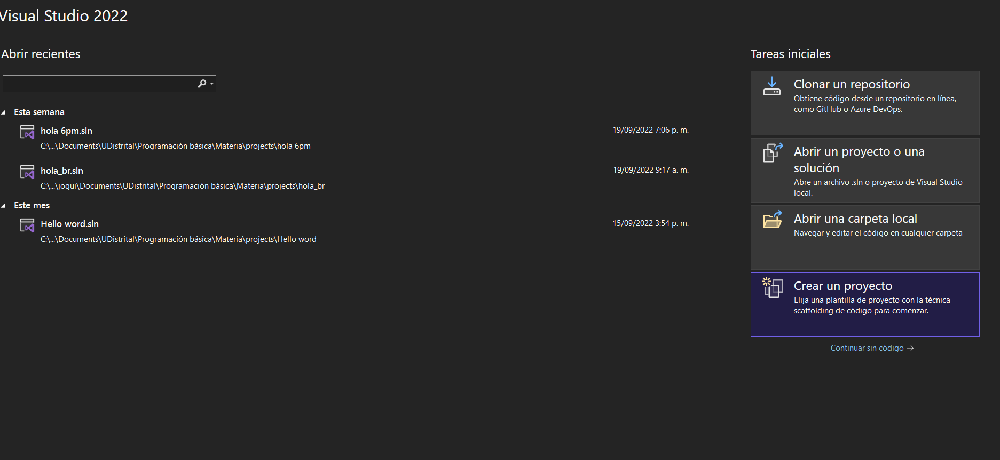 Visual Studio 2022
Abrir recientes
Esta semana
hola 6pm.sln
19/09/2022 7:06 p. m.
C:\...\Documents\UDistrital\Programación básica\Materia\projects\hola 6pm
hola_br.sln
19/09/2022 9:17 a. m.
C:\...\jogui\Documents\UDistrital\Programación básica\Materia\projects\hola_br
Este mes
Hello word.sln
15/09/2022 3:54 p. m.
C:\...\Documents\UDistrital\Programación básica\Materia\projects\Hello word
Tareas iniciales
Clonar un repositorio
Obtiene código desde un repositorio en línea,
como GitHub o Azure DevOps.
Abrir un proyecto o una
solución
Abre un archivo .sln o proyecto de Visual Studio
local.
Abrir una carpeta local
Navegar y editar el código en cualquier carpeta
Crear un proyecto
Elija una plantilla de proyecto con la técnica
scaffolding de código para comenzar.
Continuar sin código →